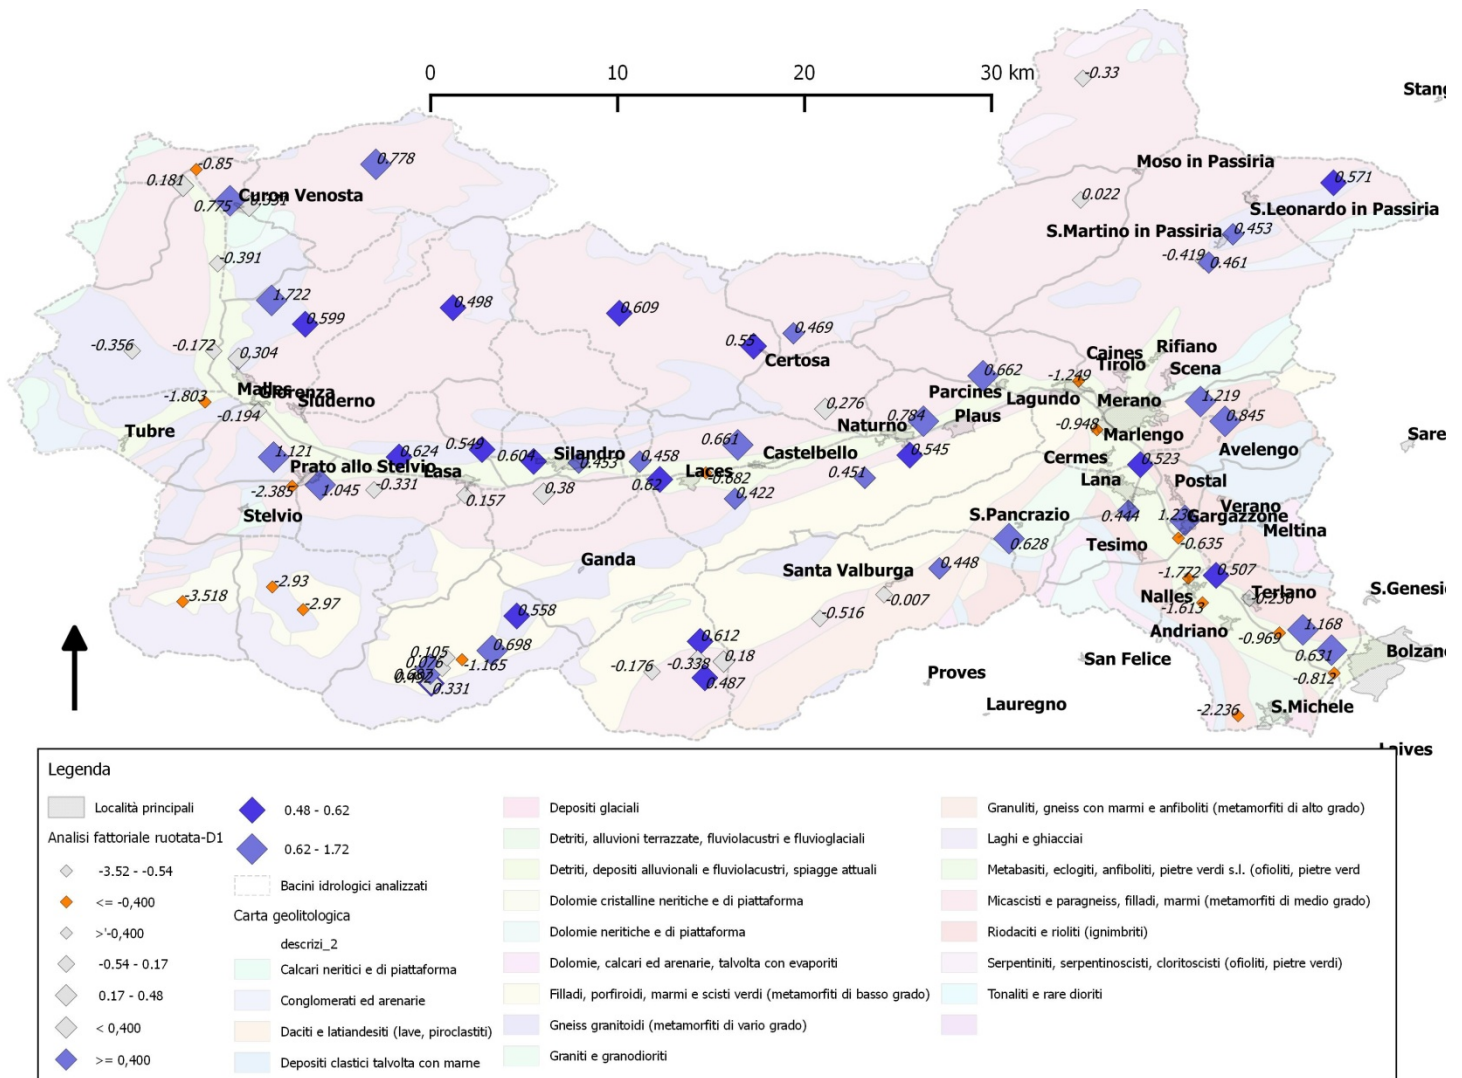 0 10 20 30 km
-0.33
Stang
Moso in Passiria
-0.85
0.778
0.181
0.571
Curon Venosta
0.775
0.022
S.Leonardo in Passiria
S.Martino in Passiria
0.453
-0.419
0.461
-0.391
1.722
0.498
0.609
0.599
0.469
0.55
-0.356
-0.172
0.304
Certosa
Rifiano
Caines
Tirolo
Scena
0.662
-1.249
Parcines
Lagundo
Merano
1.219
Malles
Glorenza
Sluderno
-1.803
-0.194
0.276
0.784
Naturno
Plaus
-0.948
Marlengo
0.845
Tubre
Sare
Avelengo
1.121
0.624
0.549
0.604
Silandro
0.453
0.458
0.661
Castelbello
0.545
Cermes
0.523
Prato allo Stelvio
Lasa
Laces
-0.682
0.62
0.451
Lana
Postal
-2.385
1.045
-0.331
0.157
0.38
0.422
Verano
Stelvio
S.Pancrazio
0.444
Gargazzone
Meltina
0.628
Tesimo
-0.635
Ganda
Santa Valburga
0.448
-1.772
0.507
-2.93
-3.518
-2.97
-0.007
Nalles
Terlano
S.Genesio
-1.613
0.558
-0.516
Andriano
-0.969
1.168
0.612
0.698
0.105
0.076
-1.165
0.331
-0.176
-0.338
0.18
0.487
San Felice
0.631
Bolzano
Proves
-0.812
Lauregno
-2.236
S.Michele
Laives
Legenda
Località principali
Analisi fattoriale ruotata-D1
-3.52 - -0.54
<= -0,400
>'-0,400
-0.54 - 0.17
0.17 - 0.48
< 0,400
>= 0,400
0.48 - 0.62
0.62 - 1.72
Bacini idrologici analizzati
Carta geolitologica
descrizi_2
Calcari neritici e di piattaforma
Conglomerati ed arenarie
Daciti e latiandesiti (lave, piroclastiti)
Depositi clastici talvolta con marne
Depositi glaciali
Detriti, alluvioni terrazzate, fluviolacustri e fluvioglaciali
Detriti, depositi alluvionali e fluviolacustri, spiagge attuali
Dolomie cristalline neritiche e di piattaforma
Dolomie neritiche e di piattaforma
Dolomie, calcari ed arenarie, talvolta con evaporiti
Filladi, porfiroidi, marmi e scisti verdi (metamorfiti di basso grado)
Gneiss granitoidi (metamorfiti di vario grado)
Graniti e granodioriti
Granuliti, gneiss con marmi e anfiboliti (metamorfiti di alto grado)
Laghi e ghiacciai
Metabasiti, eclogiti, anfiboliti, pietre verdi s.l. (ofioliti, pietre verd
Micascisti e paragneiss, filladi, marmi (metamorfiti di medio grado)
Riodaciti e rioliti (ignimbriti)
Serpentiniti, serpentinoscisti, cloritoscisti (ofioliti, pietre verdi)
Tonaliti e rare dioriti